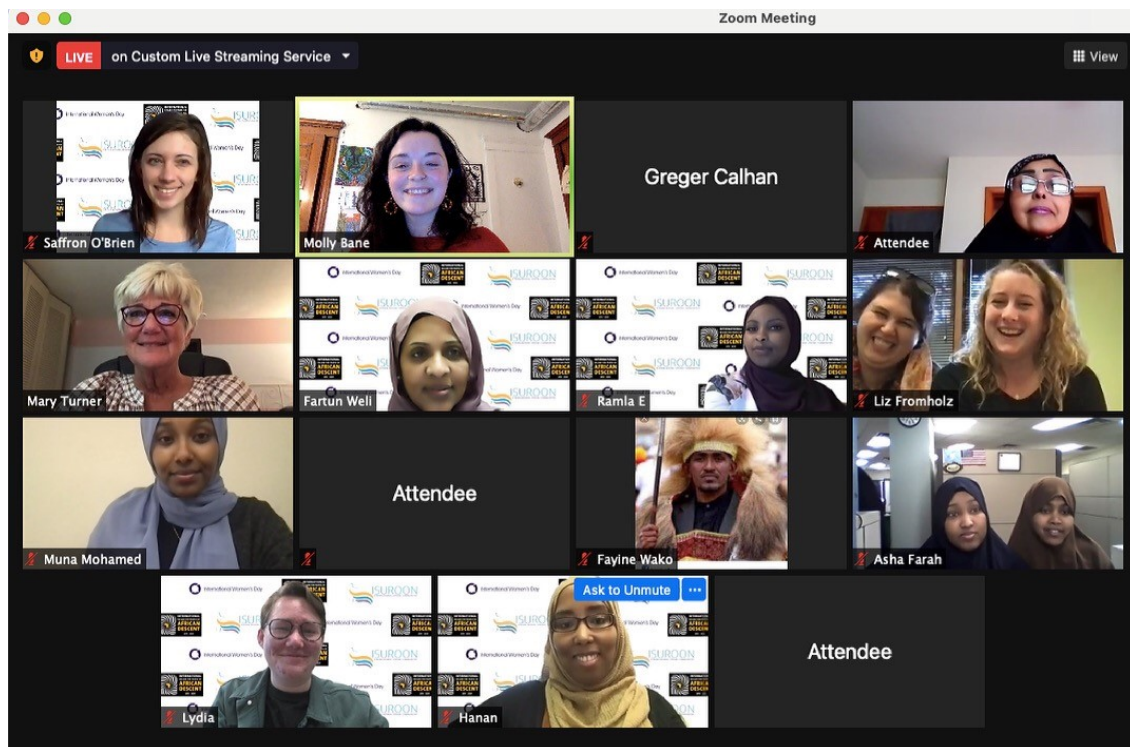 Zoom Meeting
LIVE on Custom Live Streaming Service
View
Saffron O'Brien
Molly Bane
Greger Calhan
Attendee
Mary Turner
Fartun Weli
Ramla E
Liz Fromholz
Muna Mohamed
Attendee
Fayine Wako
Asha Farah
Lydia
Ask to Unmute
Hanan
Attendee
International Women's Day
ISUROON
INTERNATIONAL
AFRICAN
DESCENT